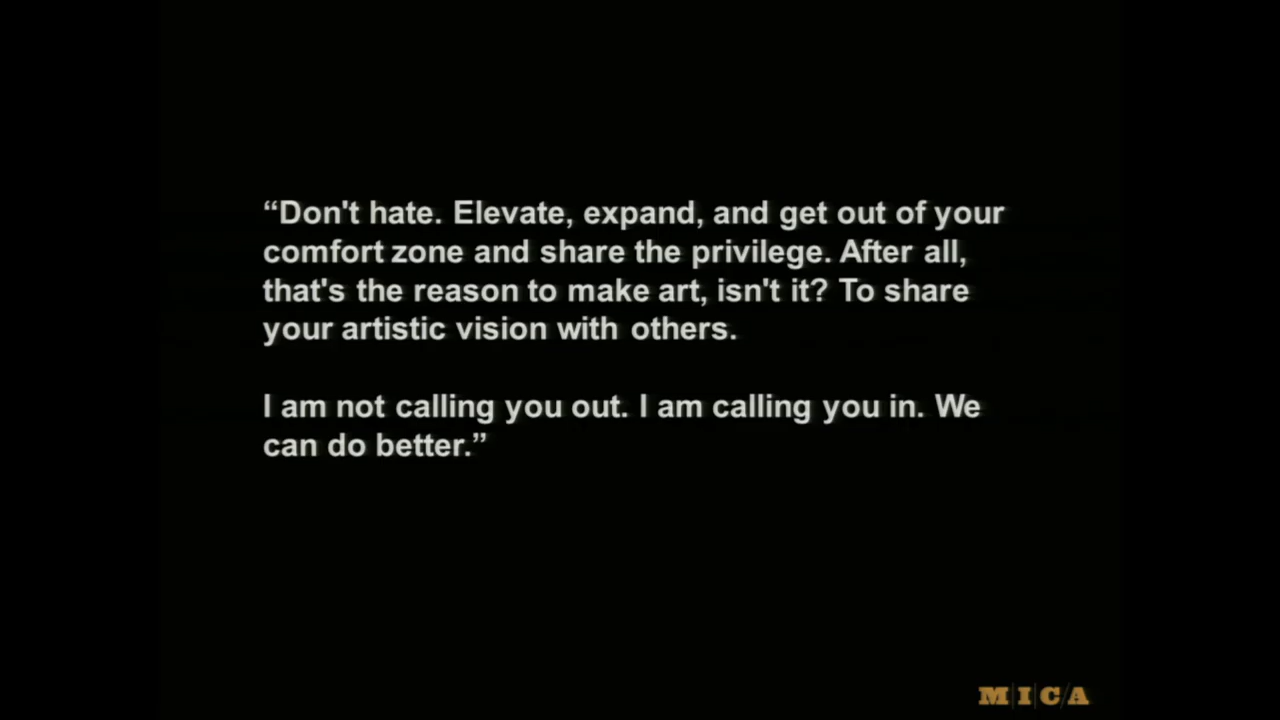 “Don't hate. Elevate, expand, and get out of your
comfort zone and share the privilege. After all,
that's the reason to make art, isn't it? To share
your artistic vision with others.
I am not calling you out. I am calling you in. We
can do better.”
M|I|C|A